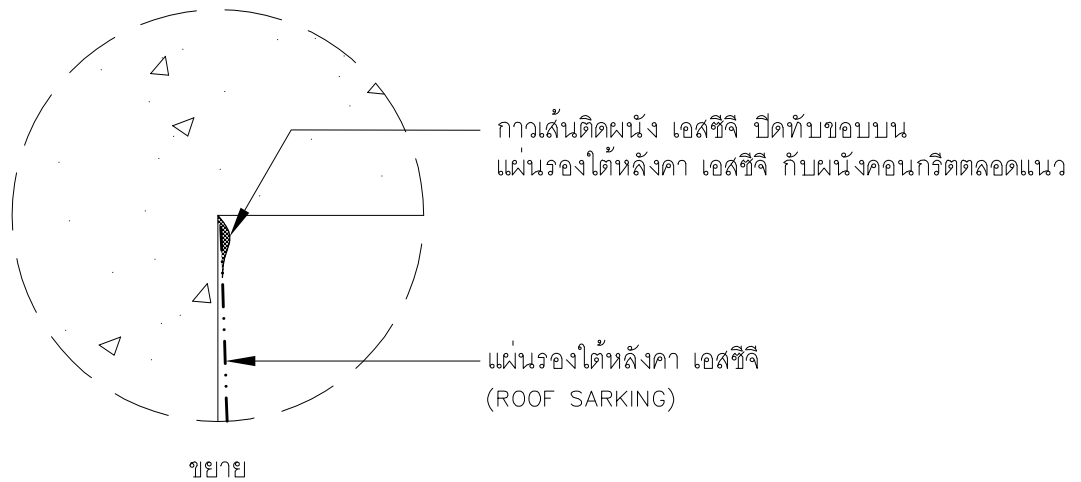 กาวเส้นติดผนัง เอสซีจี ปิดทับขอบบน
แผ่นรองใต้หลังคา เอสซีจี กับผนังคอนกรีตตลอดแนว
แผ่นรองใต้หลังคา เอสซีจี
(ROOF SARKING)
ขยาย